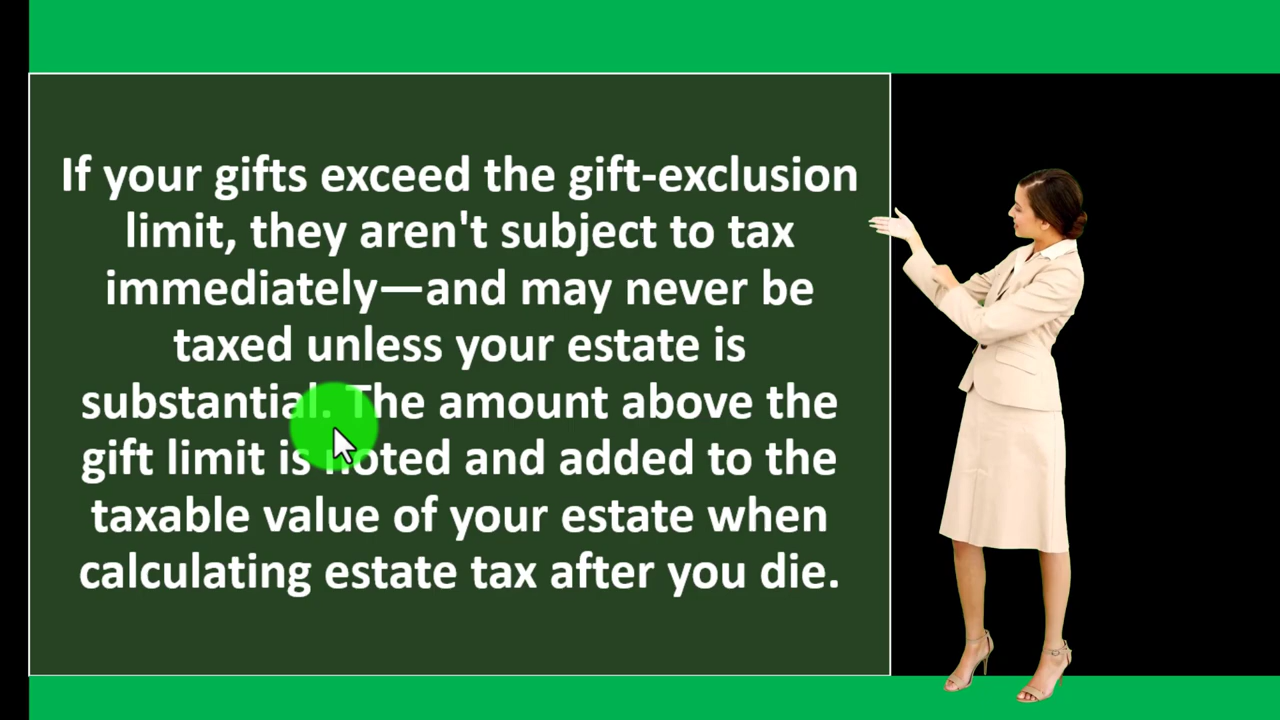 If your gifts exceed the gift-exclusion
limit, they aren't subject to tax
immediately—and may never be
taxed unless your estate is
substantial. The amount above the
gift limit is noted and added to the
taxable value of your estate when
calculating estate tax after you die.